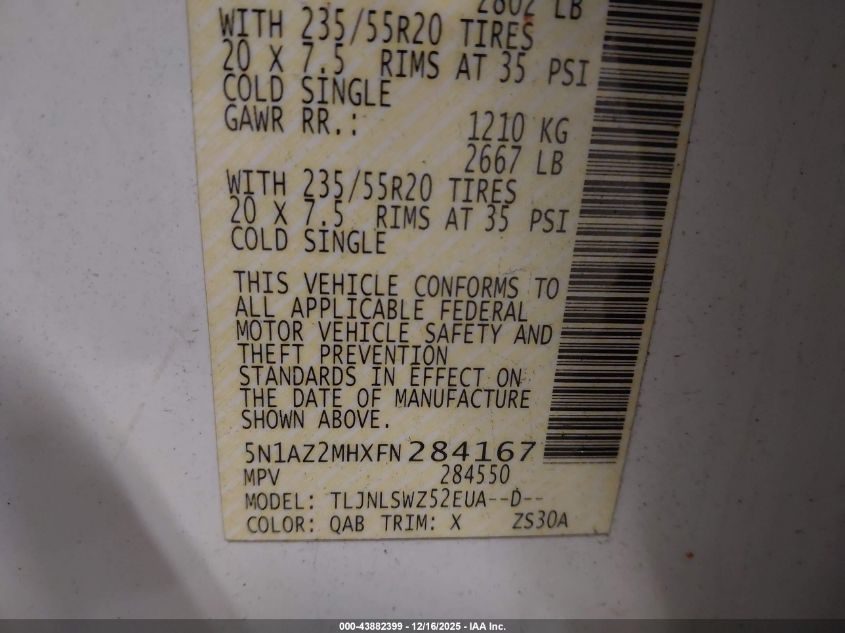 2802 LB
WITH 235/55R20 TIRES
20 X 7.5 RIMS AT 35 PSI
COLD SINGLE
GAWR RR.: 1210 KG
2667 LB
WITH 235/55R20 TIRES
20 X 7.5 RIMS AT 35 PSI
COLD SINGLE
THIS VEHICLE CONFORMS TO
ALL APPLICABLE FEDERAL
MOTOR VEHICLE SAFETY AND
THEFT PREVENTION
STANDARDS IN EFFECT ON
THE DATE OF MANUFACTURE
SHOWN ABOVE.
5N1AZ2MHXFN284167
MPV 284550
MODEL: TLJNLSWZ52EUA--D--
COLOR: QAB TRIM: X ZS30A
000-43882399 - 12/16/2025 - IAA Inc.